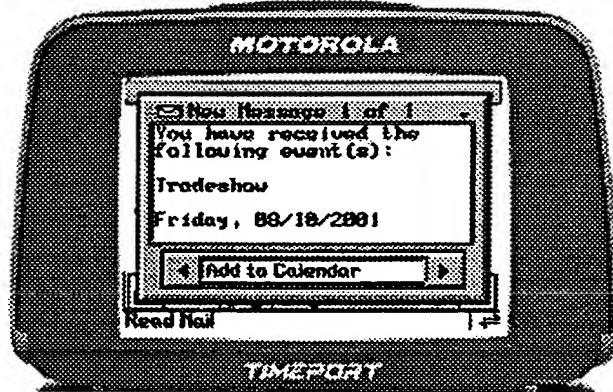 MOTOROLA
New Message 1 of 1
You have received the
following event(s):
Tradeshow
Friday, 08/10/2001
Add to Calendar
Read Mail
TIMEPORT